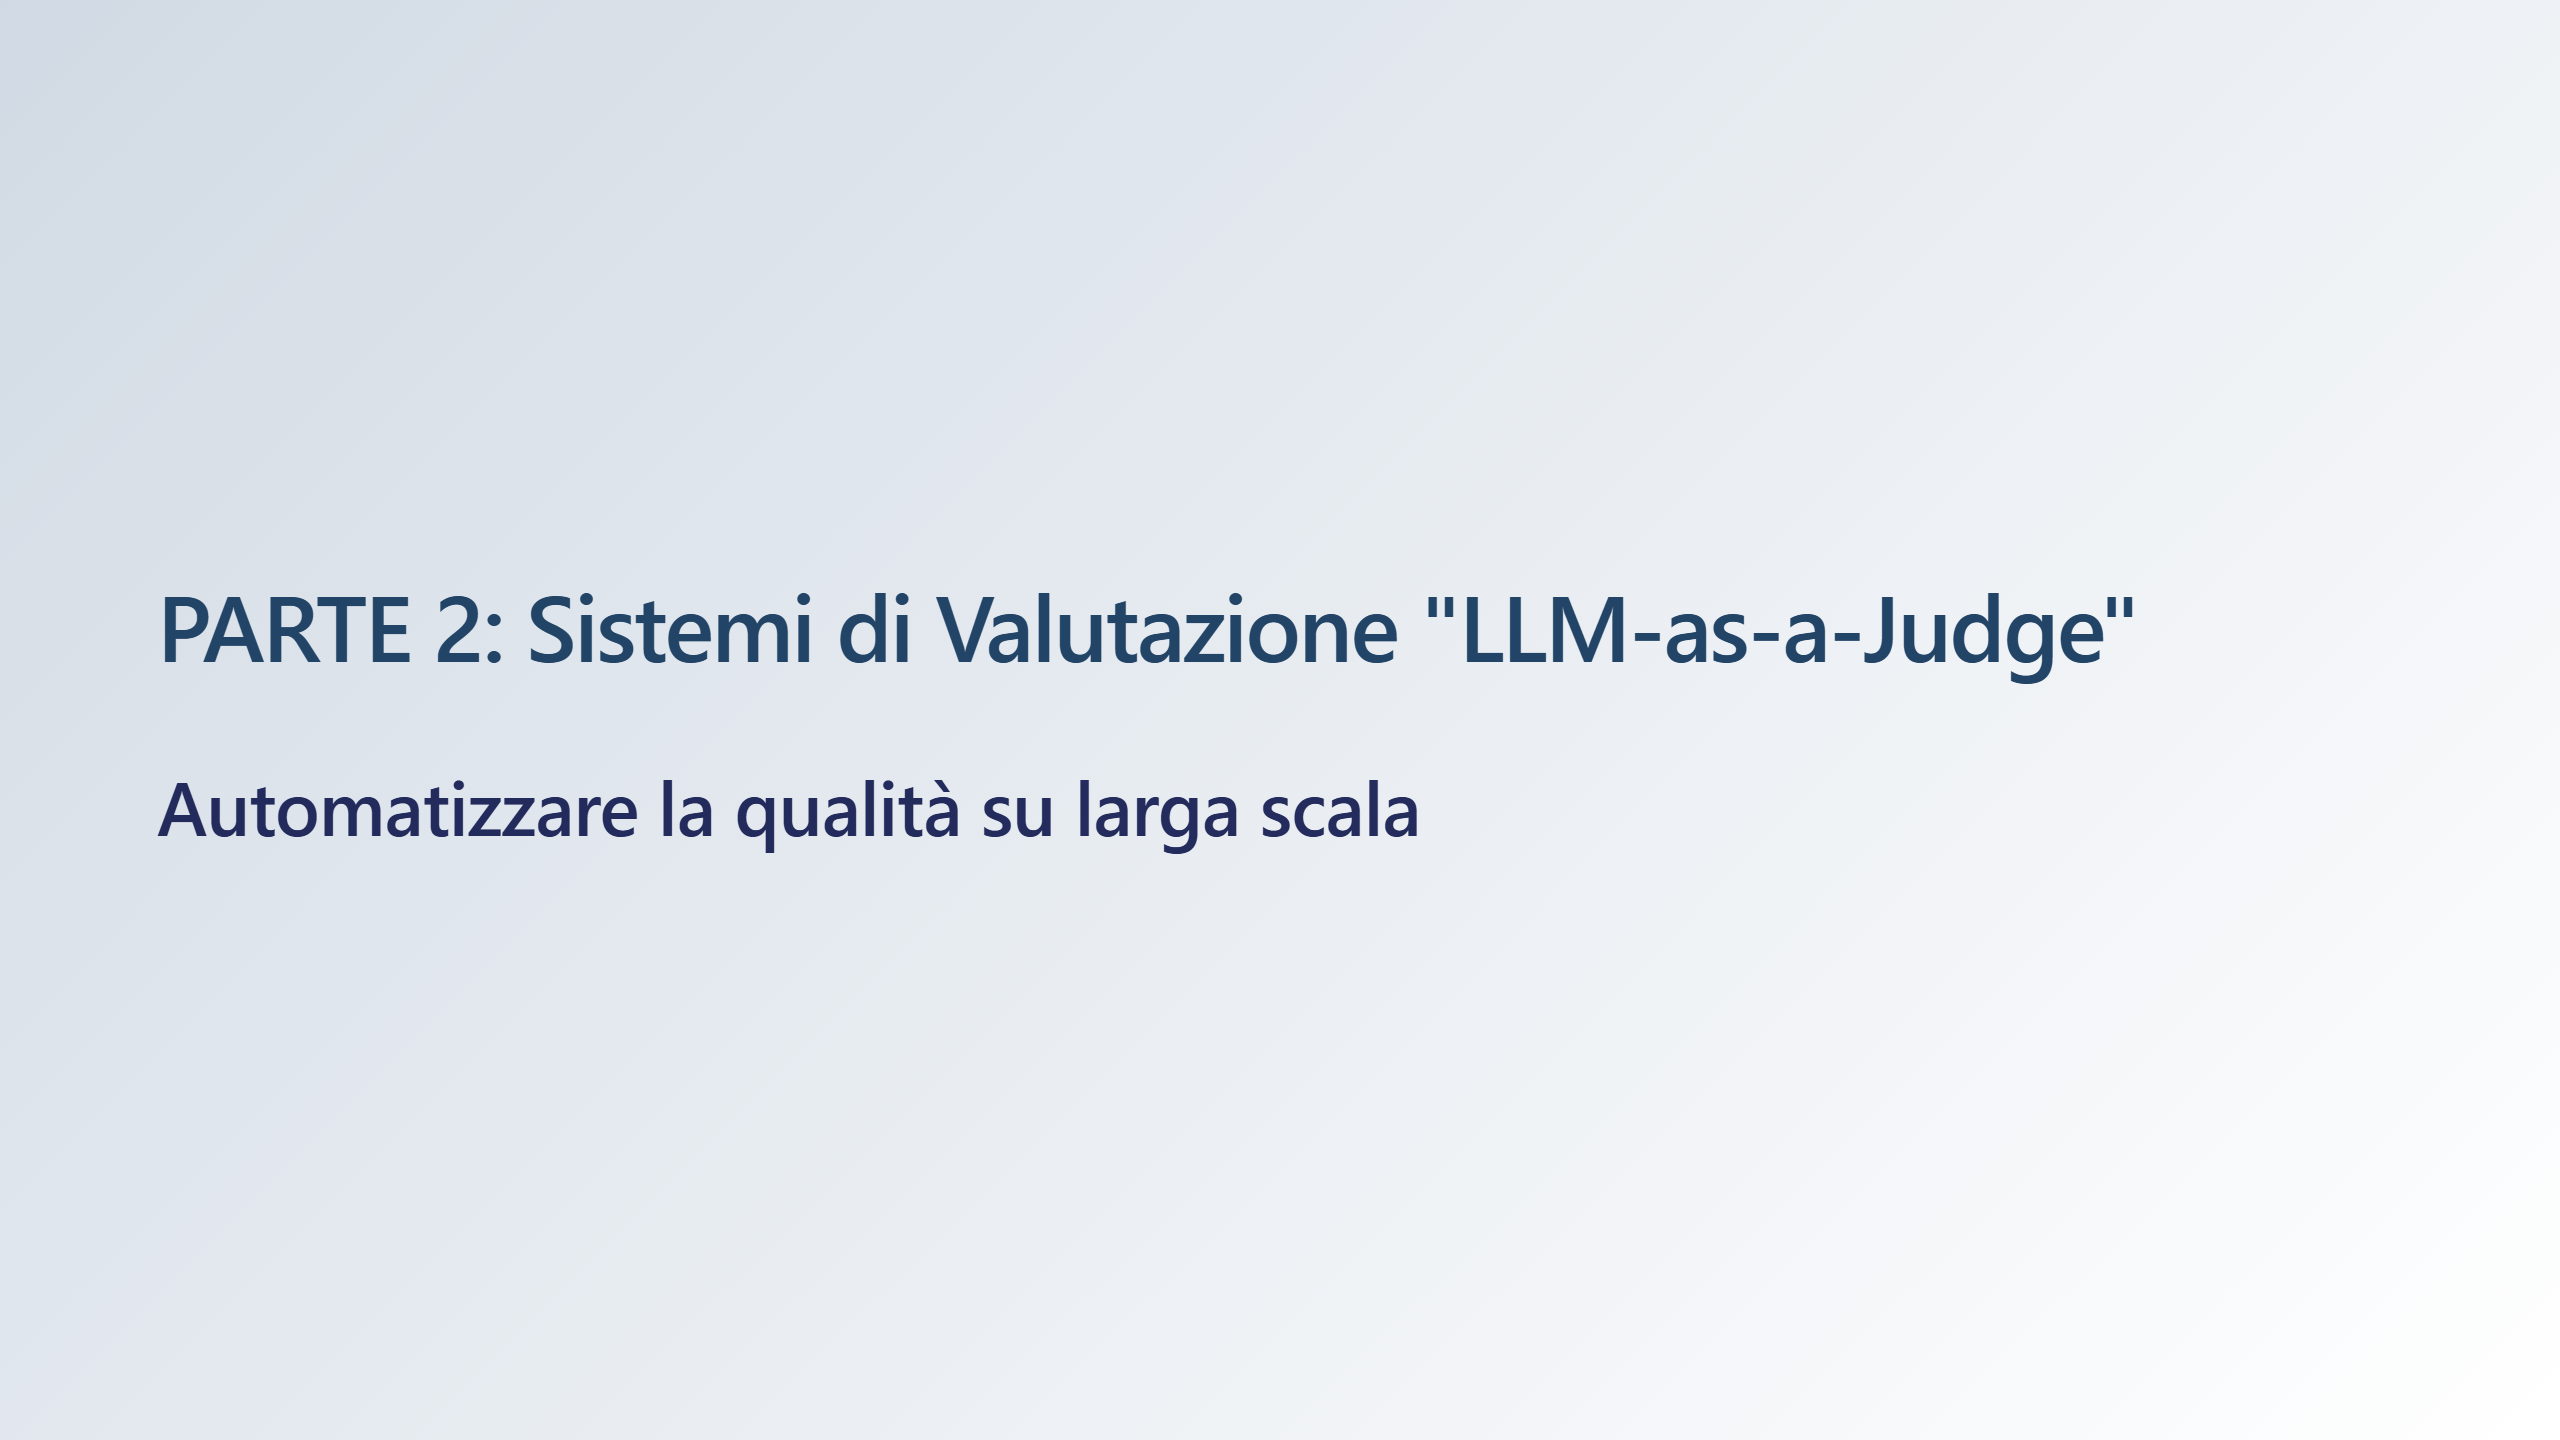 PARTE 2: Sistemi di Valutazione "LLM-as-a-Judge"
Automatizzare la qualità su larga scala